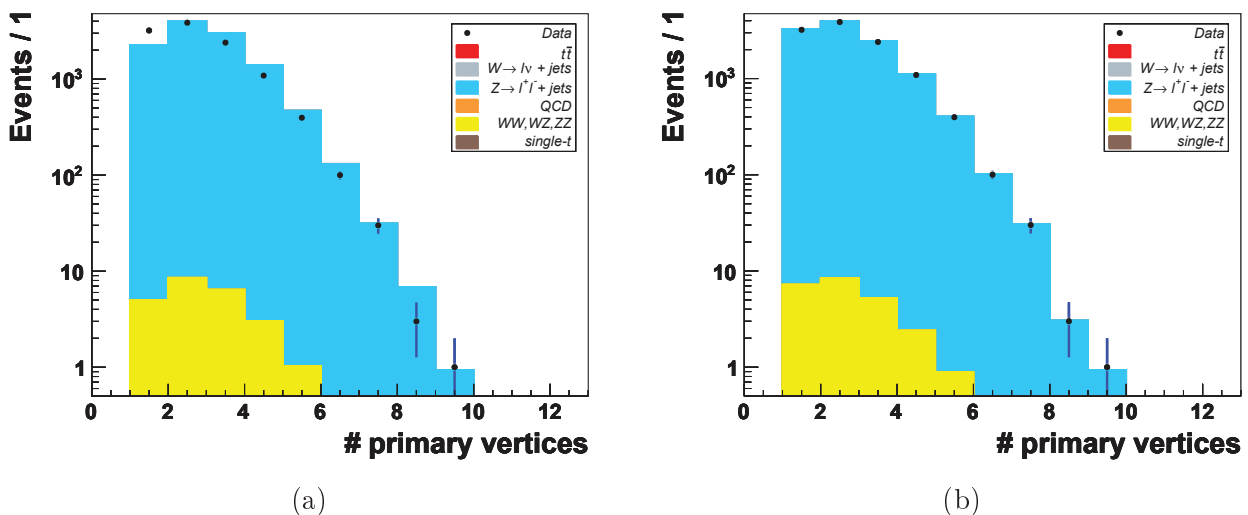 Events / 1
10³
10²
10
1
0 2 4 6 8 10 12
# primary vertices
Data
tt̅
W→ lν + jets
Z→ l⁺l⁻ + jets
QCD
WW,WZ,ZZ
single-t
(a)
Events / 1
10³
10²
10
1
0 2 4 6 8 10 12
# primary vertices
Data
tt̅
W→ lν + jets
Z→ l⁺l⁻ + jets
QCD
WW,WZ,ZZ
single-t
(b)